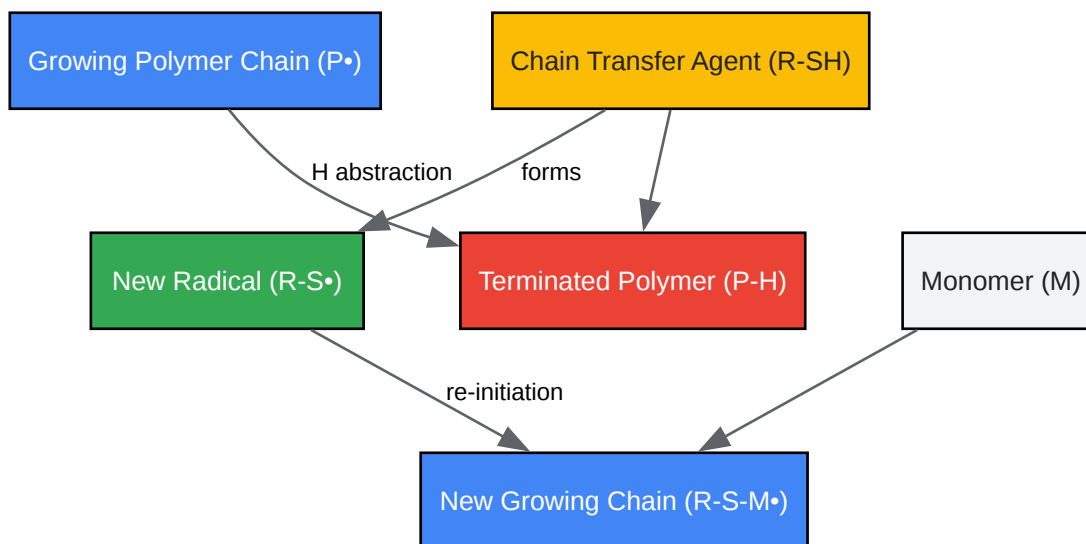 Growing Polymer Chain (P•)
Chain Transfer Agent (R-SH)
H abstraction
forms
New Radical (R-S•)
Terminated Polymer (P-H)
Monomer (M)
re-initiation
New Growing Chain (R-S-M•)